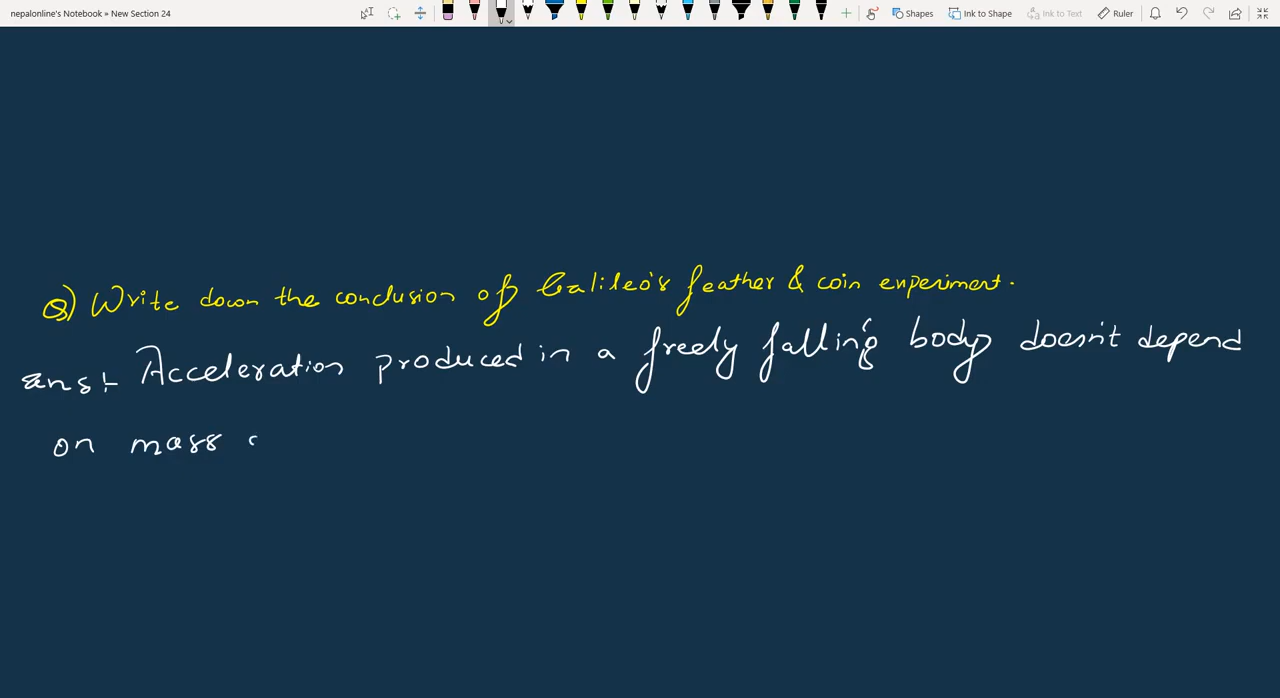 nepalonline's Notebook » New Section 24
Shapes Ink to Shape Ink to Text Ruler
Q) Write down the conclusion of Galileo's feather & coin experiment.
ans:- Acceleration produced in a freely falling body doesn't depend
on mass